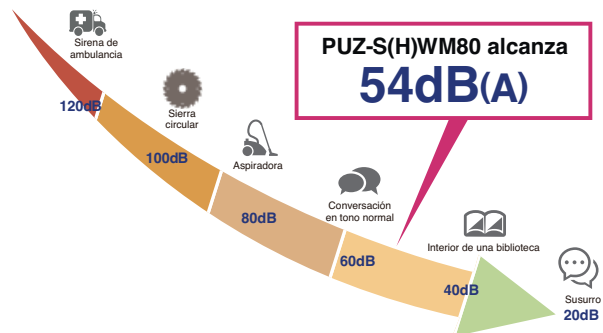 Sirena de
ambulancia
120dB
Sierra
circular
100dB
Aspiradora
80dB
Conversación
en tono normal
60dB
PUZ-S(H)WM80 alcanza
54dB(A)
Interior de una biblioteca
40dB
Susurro
20dB